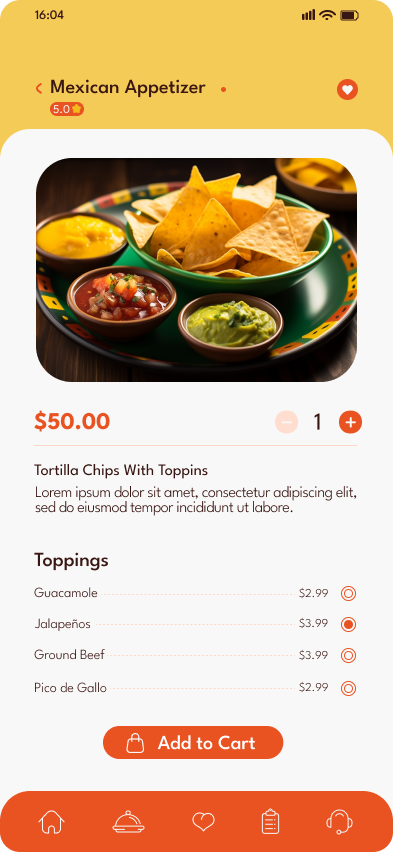 16:04
Mexican Appetizer
5.0
$50.00
1
Tortilla Chips With Toppins
Lorem ipsum dolor sit amet, consectetur adipiscing elit,
sed do eiusmod tempor incididunt ut labore.
Toppings
Guacamole $2.99
Jalapeños $3.99
Ground Beef $3.99
Pico de Gallo $2.99
Add to Cart